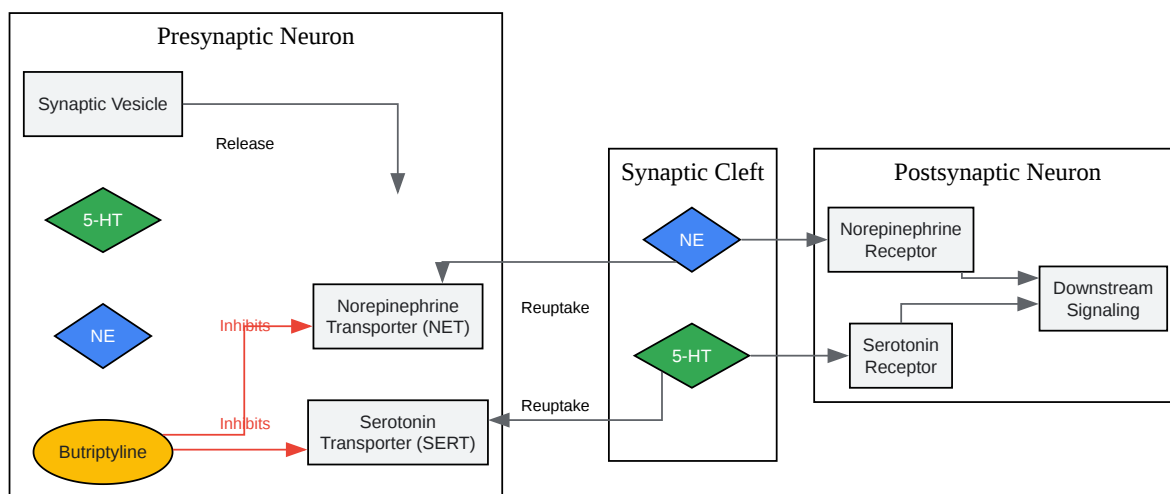 Presynaptic Neuron
Synaptic Vesicle
Release
5-HT
NE
Inhibits
Norepinephrine
Transporter (NET)
Inhibits
Butriptyline
Serotonin
Transporter (SERT)
Reuptake
Reuptake
Synaptic Cleft
NE
5-HT
Postsynaptic Neuron
Norepinephrine
Receptor
Serotonin
Receptor
Downstream
Signaling